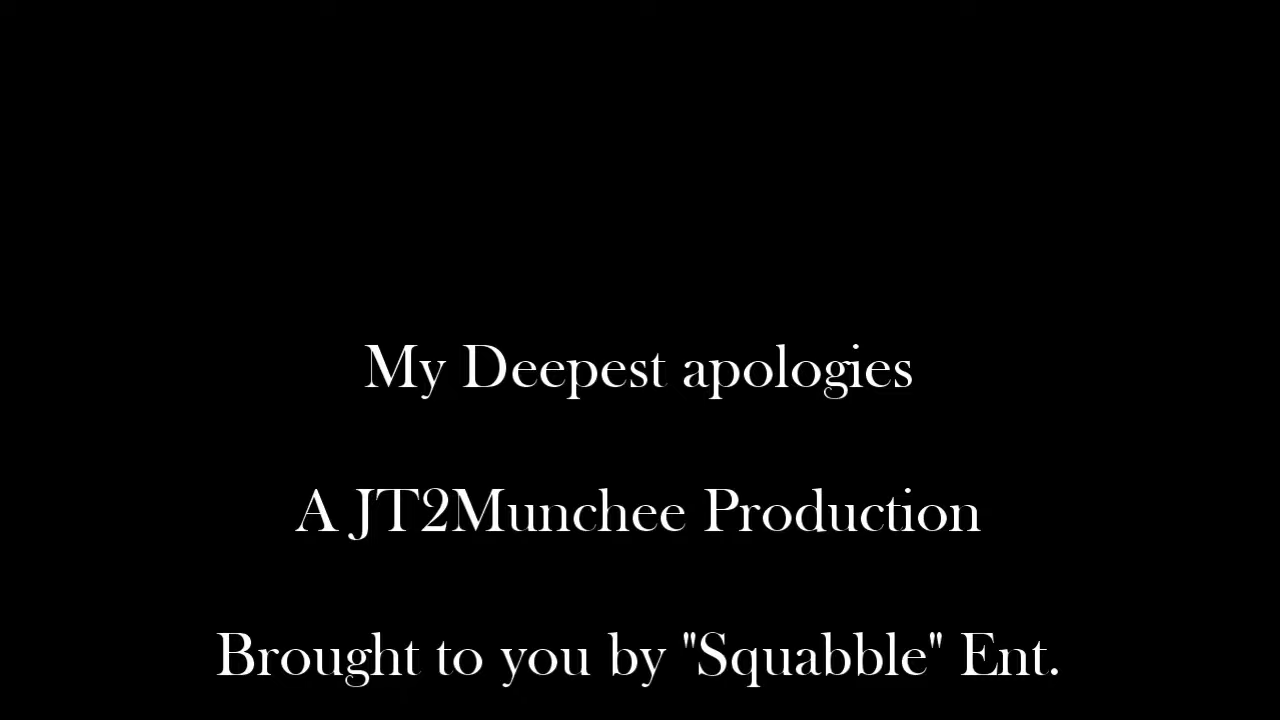 My Deepest apologies
A JT2Munchee Production
Brought to you by "Squabble" Ent.